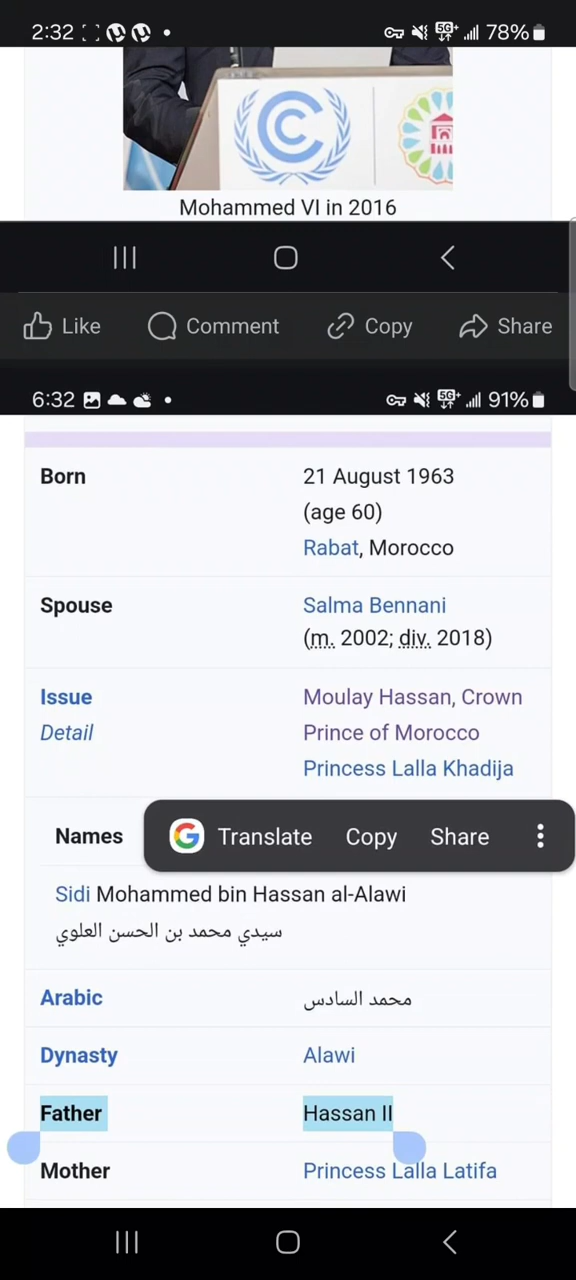 2:32 5G+ 78%
Mohammed VI in 2016
Like Comment Copy Share
6:32 5G+ 91%
Born 21 August 1963
(age 60)
Rabat, Morocco
Spouse Salma Bennani
(m. 2002; div. 2018)
Issue Moulay Hassan, Crown
Detail Prince of Morocco
Princess Lalla Khadija
Names Translate Copy Share
Sidi Mohammed bin Hassan al-Alawi
سيدي محمد بن الحسن العلوي
Arabic محمد السادس
Dynasty Alawi
Father Hassan II
Mother Princess Lalla Latifa